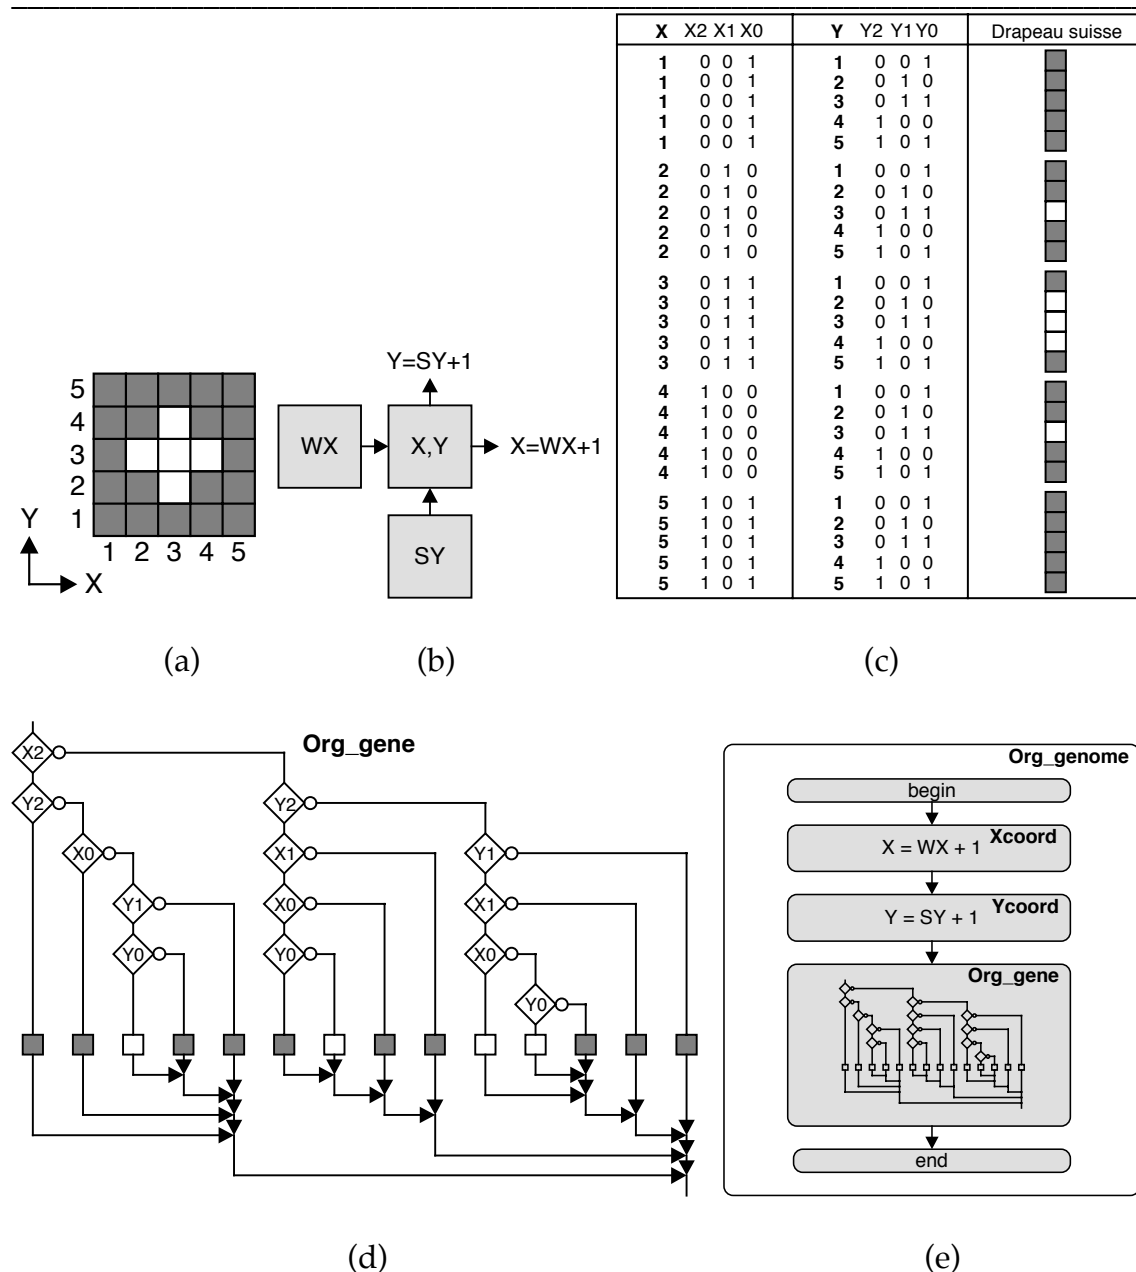 X X2 X1 X0 Y Y2 Y1 Y0 Drapeau suisse
1 0 0 1 1 0 0 1
1 0 0 1 2 0 1 0
1 0 0 1 3 0 1 1
1 0 0 1 4 1 0 0
1 0 0 1 5 1 0 1
2 0 1 0 1 0 0 1
2 0 1 0 2 0 1 0
2 0 1 0 3 0 1 1
2 0 1 0 4 1 0 0
2 0 1 0 5 1 0 1
3 0 1 1 1 0 0 1
3 0 1 1 2 0 1 0
3 0 1 1 3 0 1 1
3 0 1 1 4 1 0 0
3 0 1 1 5 1 0 1
4 1 0 0 1 0 0 1
4 1 0 0 2 0 1 0
4 1 0 0 3 0 1 1
4 1 0 0 4 1 0 0
4 1 0 0 5 1 0 1
5 1 0 1 1 0 0 1
5 1 0 1 2 0 1 0
5 1 0 1 3 0 1 1
5 1 0 1 4 1 0 0
5 1 0 1 5 1 0 1
5
4
3
2
1
1 2 3 4 5
Y
X
Y=SY+1
WX X,Y X=WX+1
SY
(a) (b) (c)
Org_gene
X2
Y2 Y2
X0 X1 Y1
Y1 X0 X1
Y0 Y0 X0
Y0
Org_genome
begin
Xcoord
X = WX + 1
Ycoord
Y = SY + 1
Org_gene
end
(d) (e)